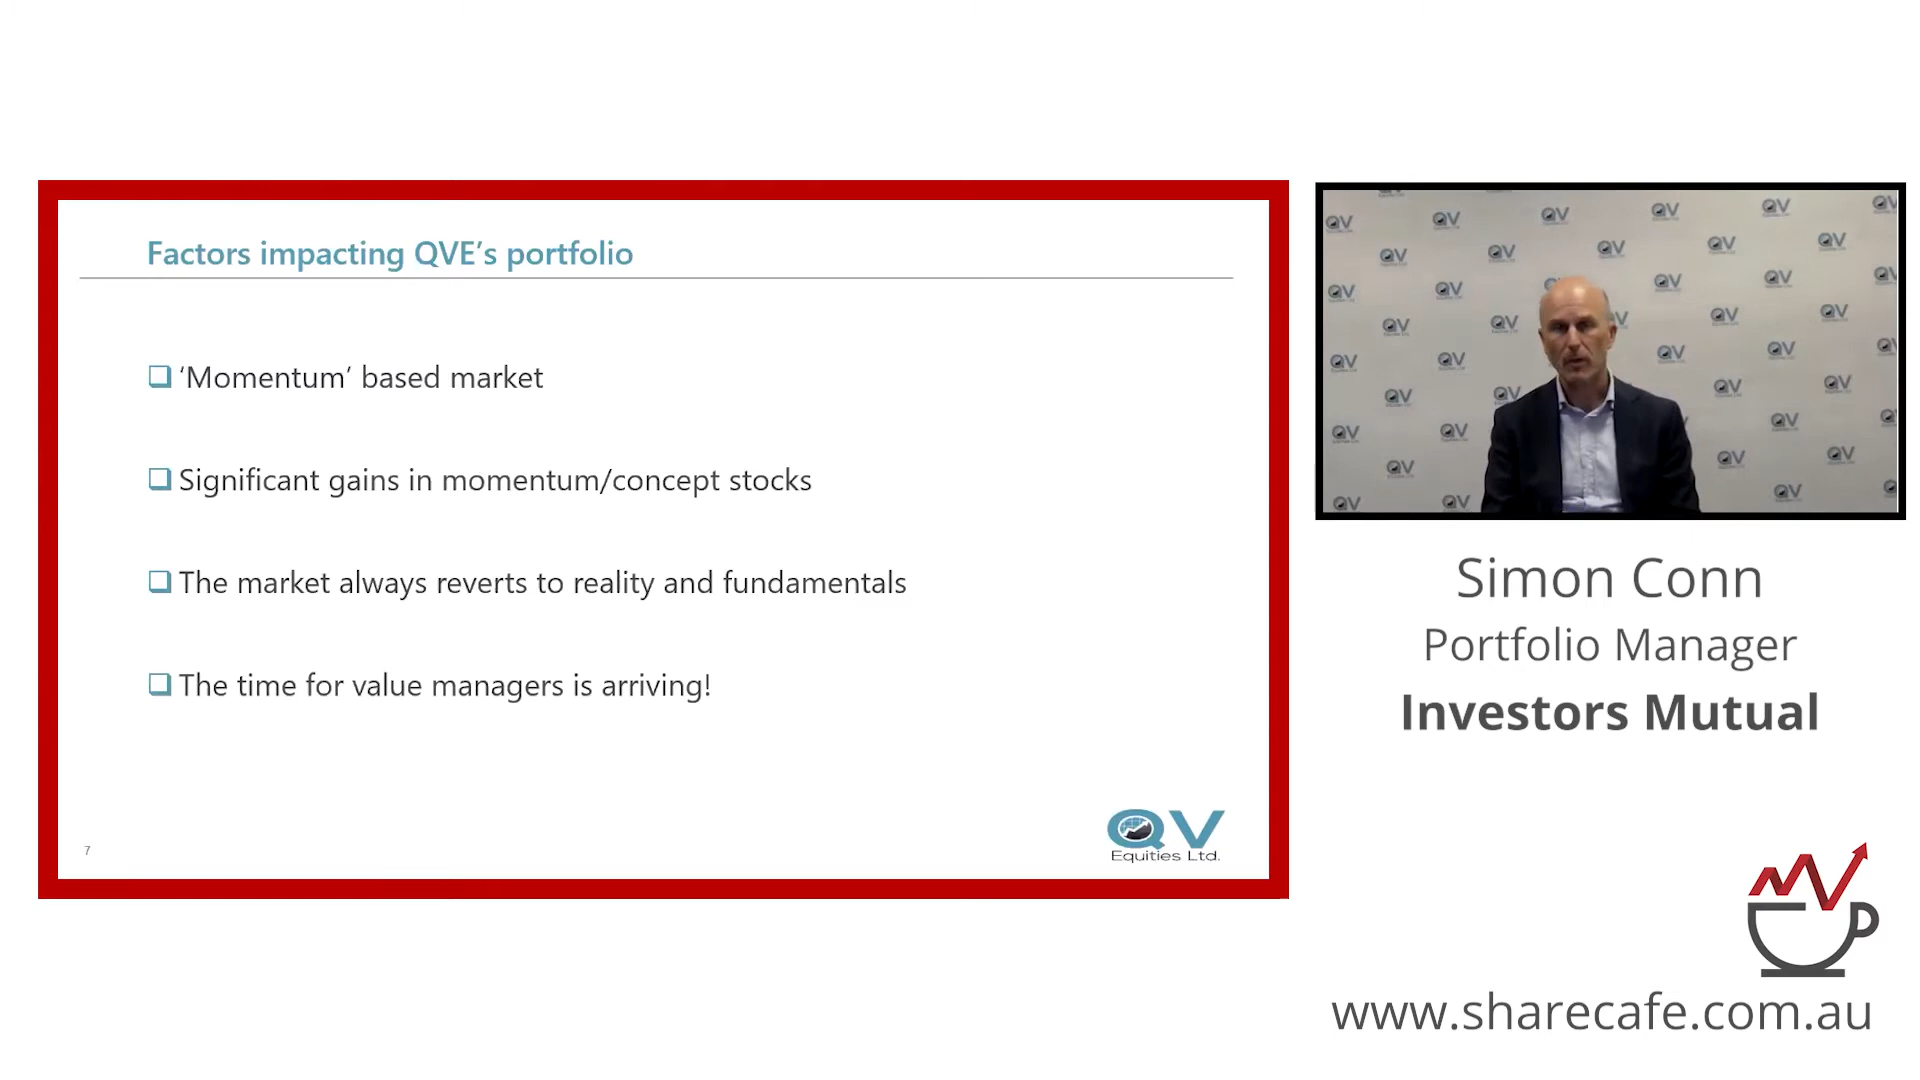 Factors impacting QVE’s portfolio
‘Momentum’ based market
Significant gains in momentum/concept stocks
The market always reverts to reality and fundamentals
The time for value managers is arriving!
7
QV
Equities Ltd.
Simon Conn
Portfolio Manager
Investors Mutual
www.sharecafe.com.au